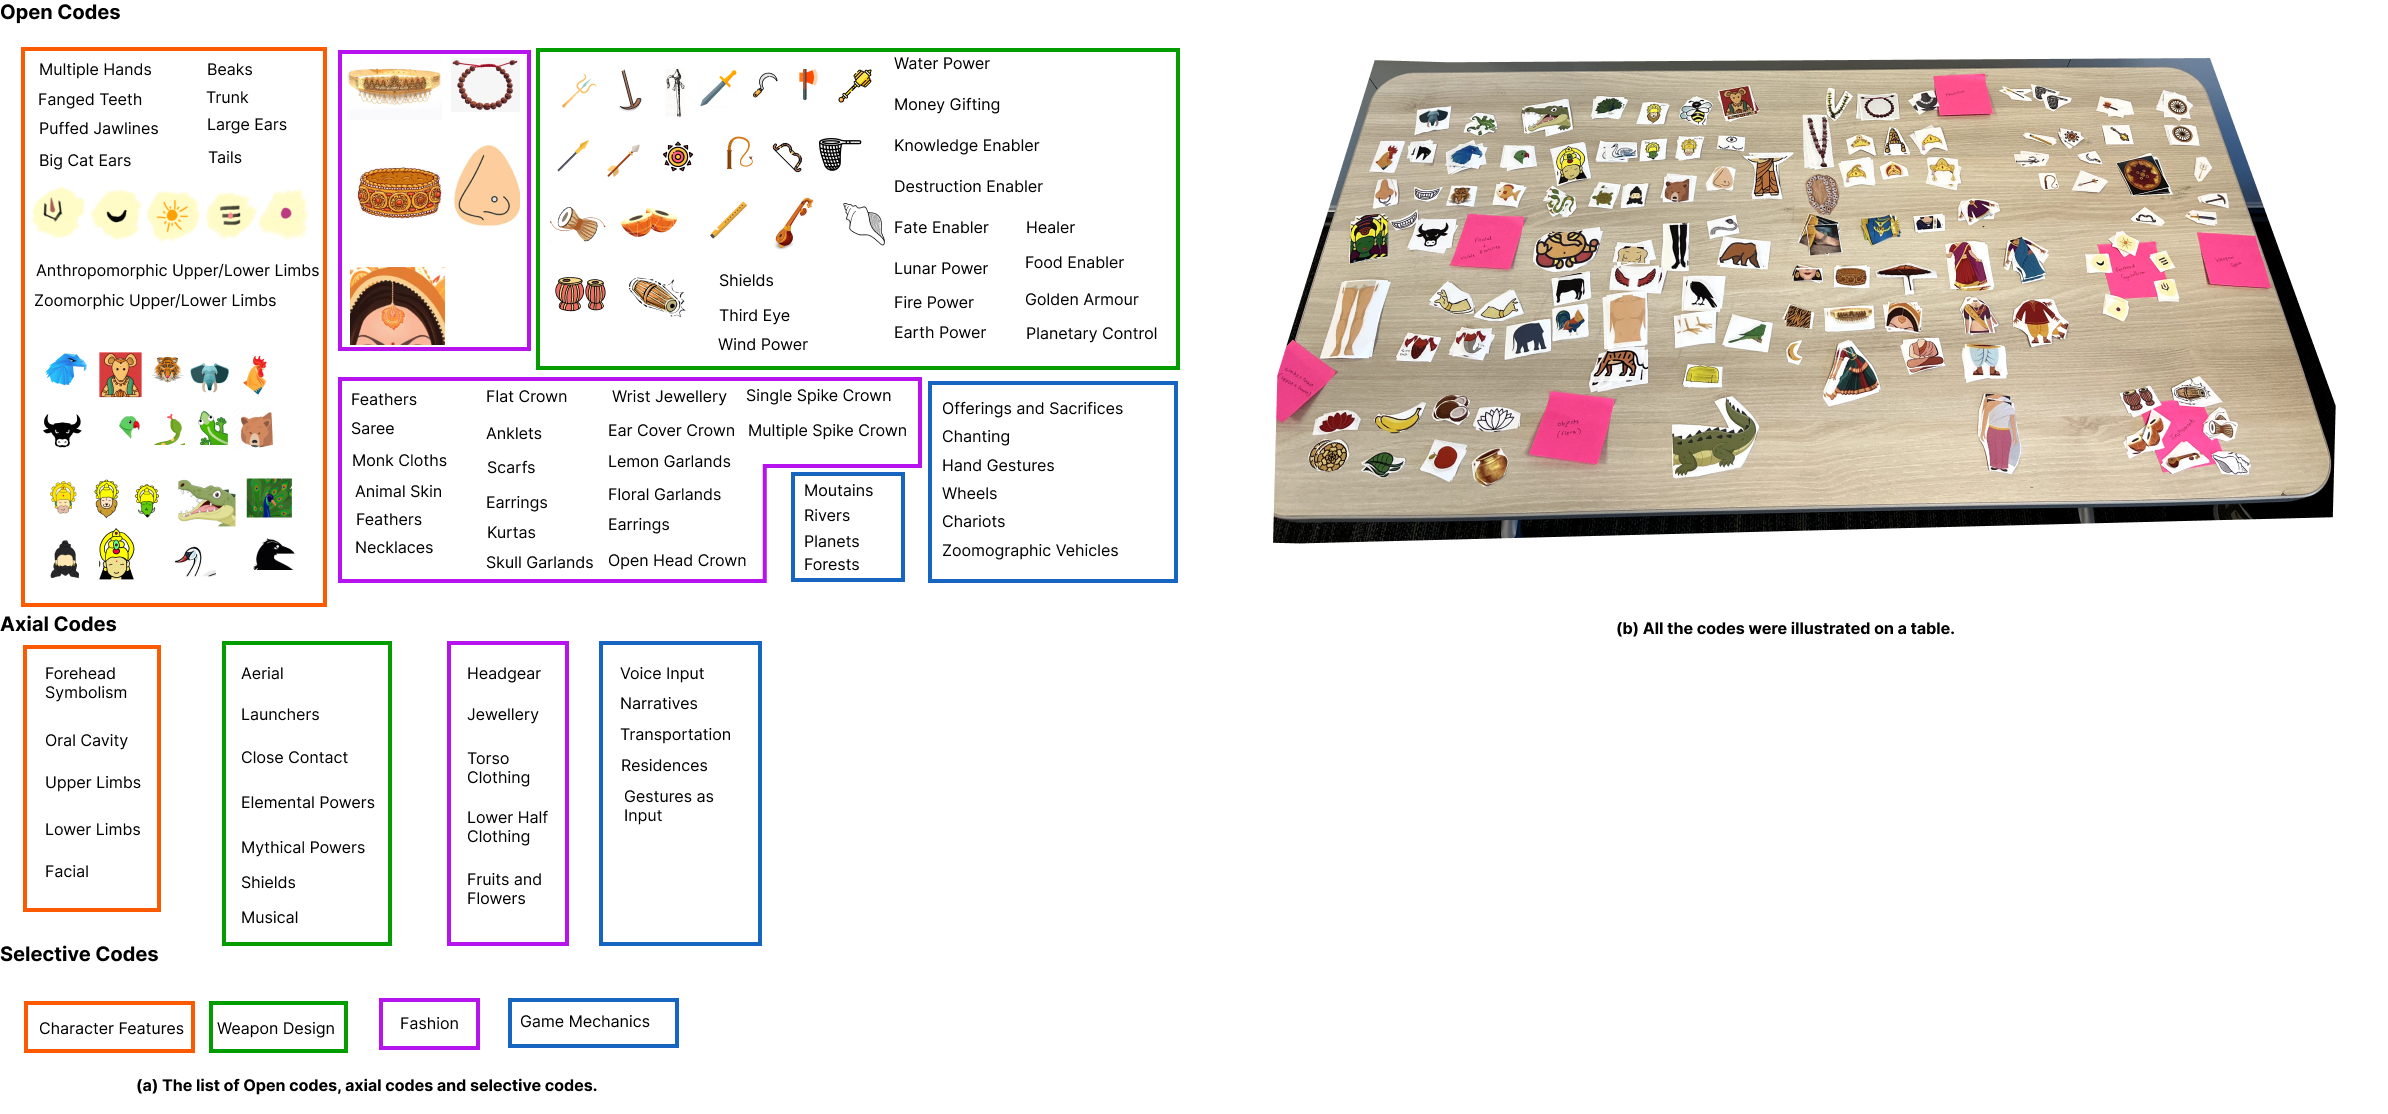 Open Codes
Multiple Hands
Fanged Teeth
Puffed Jawlines
Big Cat Ears
Beaks
Trunk
Large Ears
Tails
Anthropomorphic Upper/Lower Limbs
Zoomorphic Upper/Lower Limbs
Water Power
Money Gifting
Knowledge Enabler
Destruction Enabler
Fate Enabler
Lunar Power
Fire Power
Earth Power
Healer
Food Enabler
Golden Armour
Planetary Control
Shields
Third Eye
Wind Power
Feathers
Saree
Monk Cloths
Animal Skin
Feathers
Necklaces
Flat Crown
Anklets
Scarfs
Earrings
Kurtas
Skull Garlands
Wrist Jewellery
Ear Cover Crown
Lemon Garlands
Floral Garlands
Earrings
Open Head Crown
Single Spike Crown
Multiple Spike Crown
Moutains
Rivers
Planets
Forests
Offerings and Sacrifices
Chanting
Hand Gestures
Wheels
Chariots
Zoomographic Vehicles
Axial Codes
Forehead
Symbolism
Oral Cavity
Upper Limbs
Lower Limbs
Facial
Aerial
Launchers
Close Contact
Elemental Powers
Mythical Powers
Shields
Musical
Headgear
Jewellery
Torso
Clothing
Lower Half
Clothing
Fruits and
Flowers
Voice Input
Narratives
Transportation
Residences
Gestures as
Input
Selective Codes
Character Features
Weapon Design
Fashion
Game Mechanics
(a) The list of Open codes, axial codes and selective codes.
objects
(flora)
(b) All the codes were illustrated on a table.